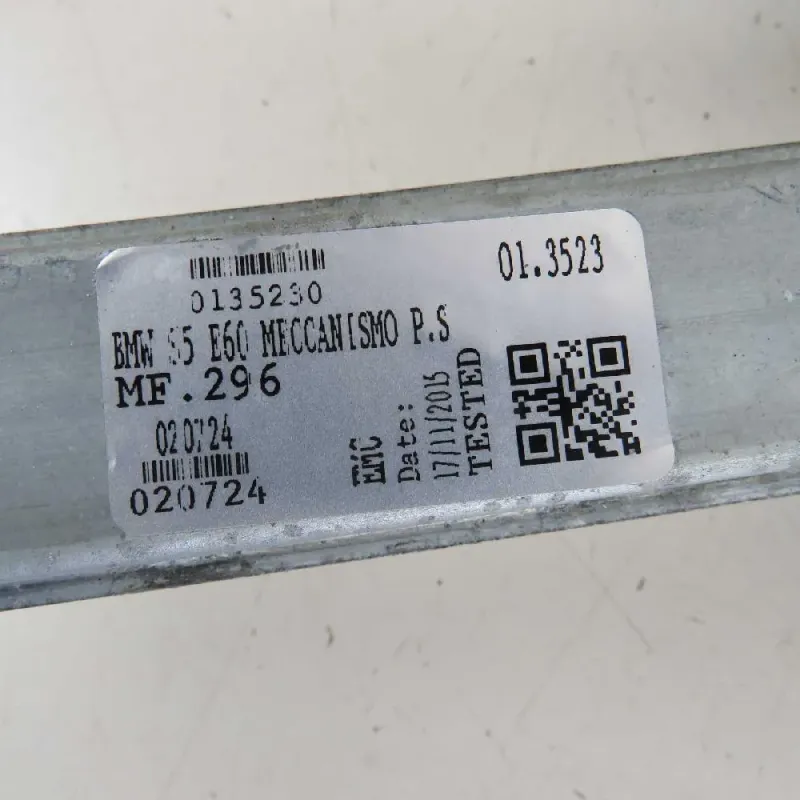 0135230
01.3523
BMW S5 E60 MECCANISMO P.S
MF.296
020724
020724
EMC
Date:
17/11/2015
TESTED